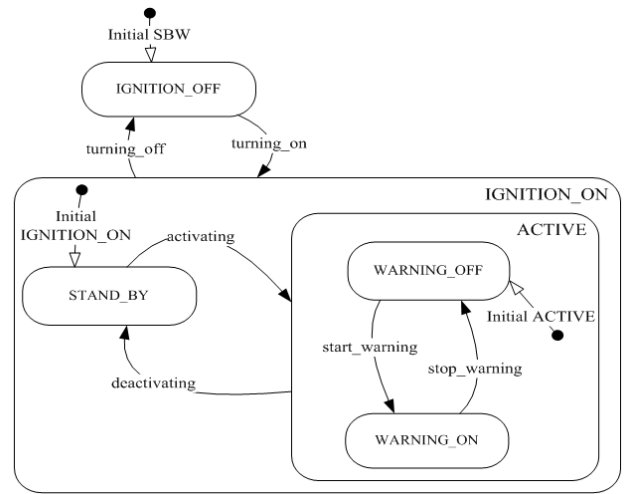 Initial SBW
IGNITION_OFF
turning_off
turning_on
IGNITION_ON
Initial
IGNITION_ON
activating
ACTIVE
WARNING_OFF
STAND_BY
Initial ACTIVE
start_warning
stop_warning
deactivating
WARNING_ON